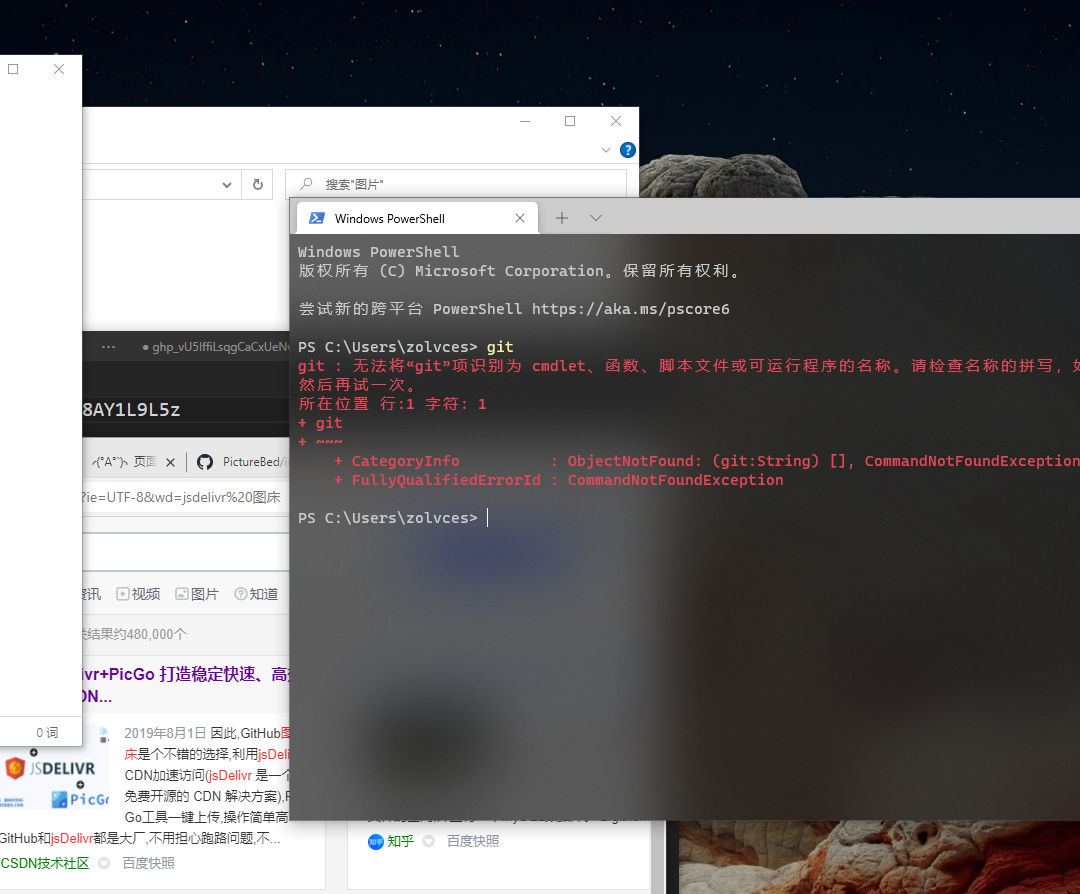 搜索"图片"
Windows PowerShell
Windows PowerShell
版权所有 (C) Microsoft Corporation。保留所有权利。
尝试新的跨平台 PowerShell https://aka.ms/pscore6
PS C:\Users\zolvces> git
git : 无法将“git”项识别为 cmdlet、函数、脚本文件或可运行程序的名称。请检查名称的拼写,
然后再试一次。
所在位置 行:1 字符: 1
+ git
+ ~~~
+ CategoryInfo : ObjectNotFound: (git:String) [], CommandNotFoundException
+ FullyQualifiedErrorId : CommandNotFoundException
PS C:\Users\zolvces>
8AY1L9L5z
页面
PictureBed/
?ie=UTF-8&wd=jsdelivr%20图床
资讯 视频 图片 知道
结果约480,000个
ivr+PicGo 打造稳定快速、高
DN...
0 词
2019年8月1日 因此,GitHub图
床是个不错的选择,利用jsDeli
CDN加速访问(jsDelivr 是一个
免费开源的 CDN 解决方案),
Go工具一键上传,操作简单高
JSDELIVR
PicGo
GitHub和jsDelivr都是大厂,不用担心跑路问题,不...
CSDN技术社区 百度快照
知乎 百度快照